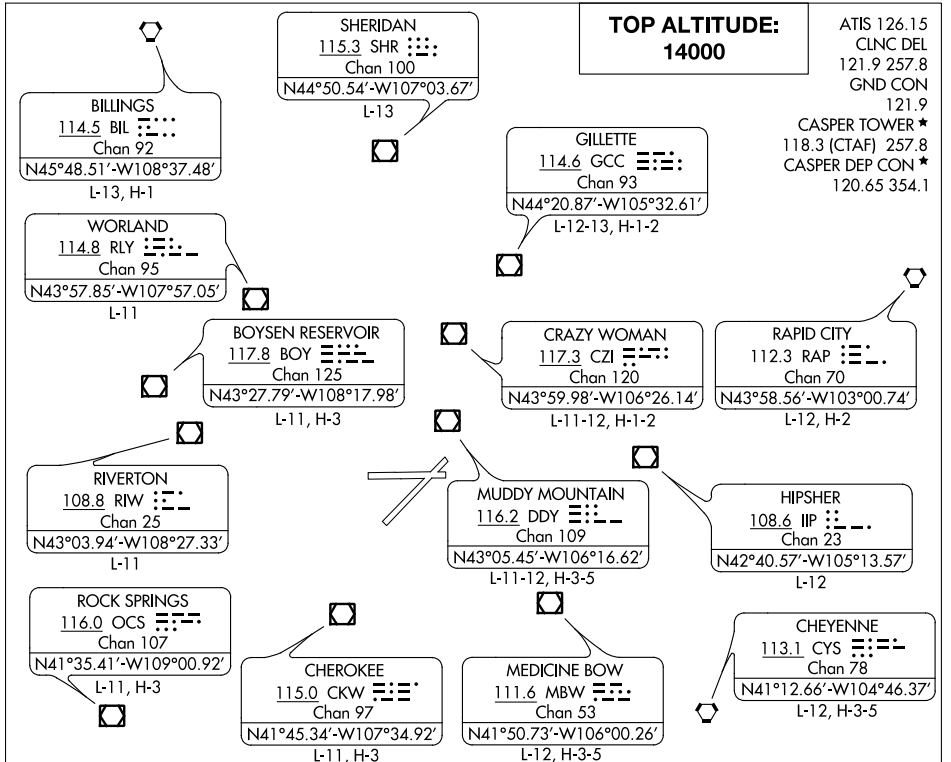 TOP ALTITUDE:
14000
ATIS 126.15
CLNC DEL
121.9 257.8
GND CON
121.9
CASPER TOWER ★
118.3 (CTAF) 257.8
CASPER DEP CON ★
120.65 354.1
SHERIDAN
115.3 SHR
Chan 100
N44°50.54'-W107°03.67'
L-13
BILLINGS
114.5 BIL
Chan 92
N45°48.51'-W108°37.48'
L-13, H-1
GILLETTE
114.6 GCC
Chan 93
N44°20.87'-W105°32.61'
L-12-13, H-1-2
WORLAND
114.8 RLY
Chan 95
N43°57.85'-W107°57.05'
L-11
BOYSEN RESERVOIR
117.8 BOY
Chan 125
N43°27.79'-W108°17.98'
L-11, H-3
CRAZY WOMAN
117.3 CZI
Chan 120
N43°59.98'-W106°26.14'
L-11-12, H-1-2
RAPID CITY
112.3 RAP
Chan 70
N43°58.56'-W103°00.74'
L-12, H-2
RIVERTON
108.8 RIW
Chan 25
N43°03.94'-W108°27.33'
L-11
MUDDY MOUNTAIN
116.2 DDY
Chan 109
N43°05.45'-W106°16.62'
L-11-12, H-3-5
HIPSHER
108.6 IIP
Chan 23
N42°40.57'-W105°13.57'
L-12
ROCK SPRINGS
116.0 OCS
Chan 107
N41°35.41'-W109°00.92'
L-11, H-3
CHEROKEE
115.0 CKW
Chan 97
N41°45.34'-W107°34.92'
L-11, H-3
MEDICINE BOW
111.6 MBW
Chan 53
N41°50.73'-W106°00.26'
L-12, H-3-5
CHEYENNE
113.1 CYS
Chan 78
N41°12.66'-W104°46.37'
L-12, H-3-5